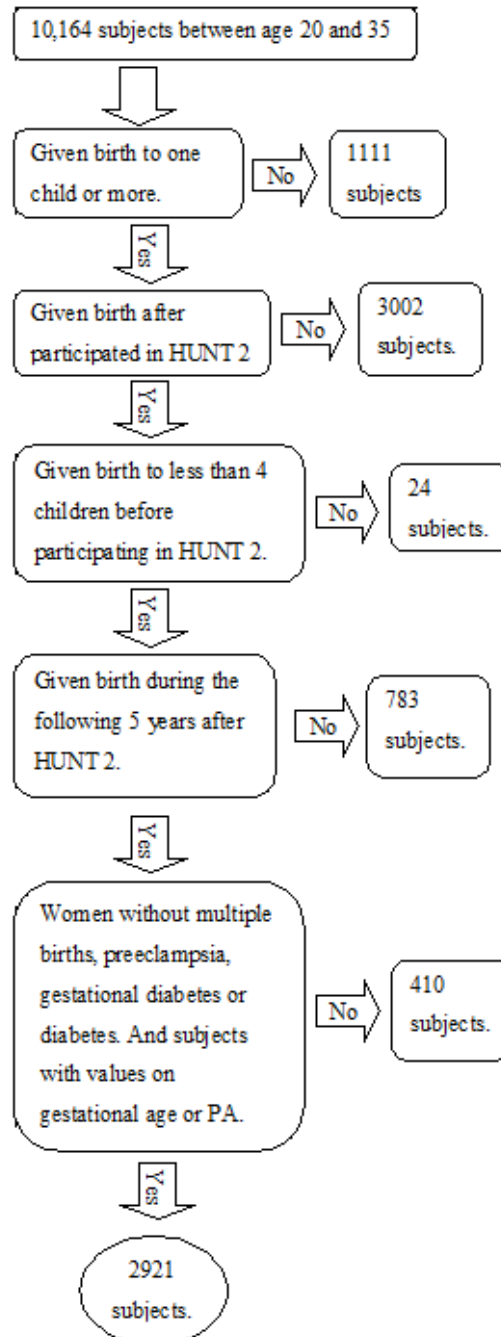 10,164 subjects between age 20 and 35
Given birth to one
child or more.
No
1111
subjects
Yes
Given birth after
participated in HUNT 2
No
3002
subjects.
Yes
Given birth to less than 4
children before
participating in HUNT 2.
No
24
subjects.
Yes
Given birth during the
following 5 years after
HUNT 2.
No
783
subjects.
Yes
Women without multiple
births, preeclampsia,
gestational diabetes or
diabetes. And subjects
with values on
gestational age or PA.
No
410
subjects.
Yes
2921
subjects.